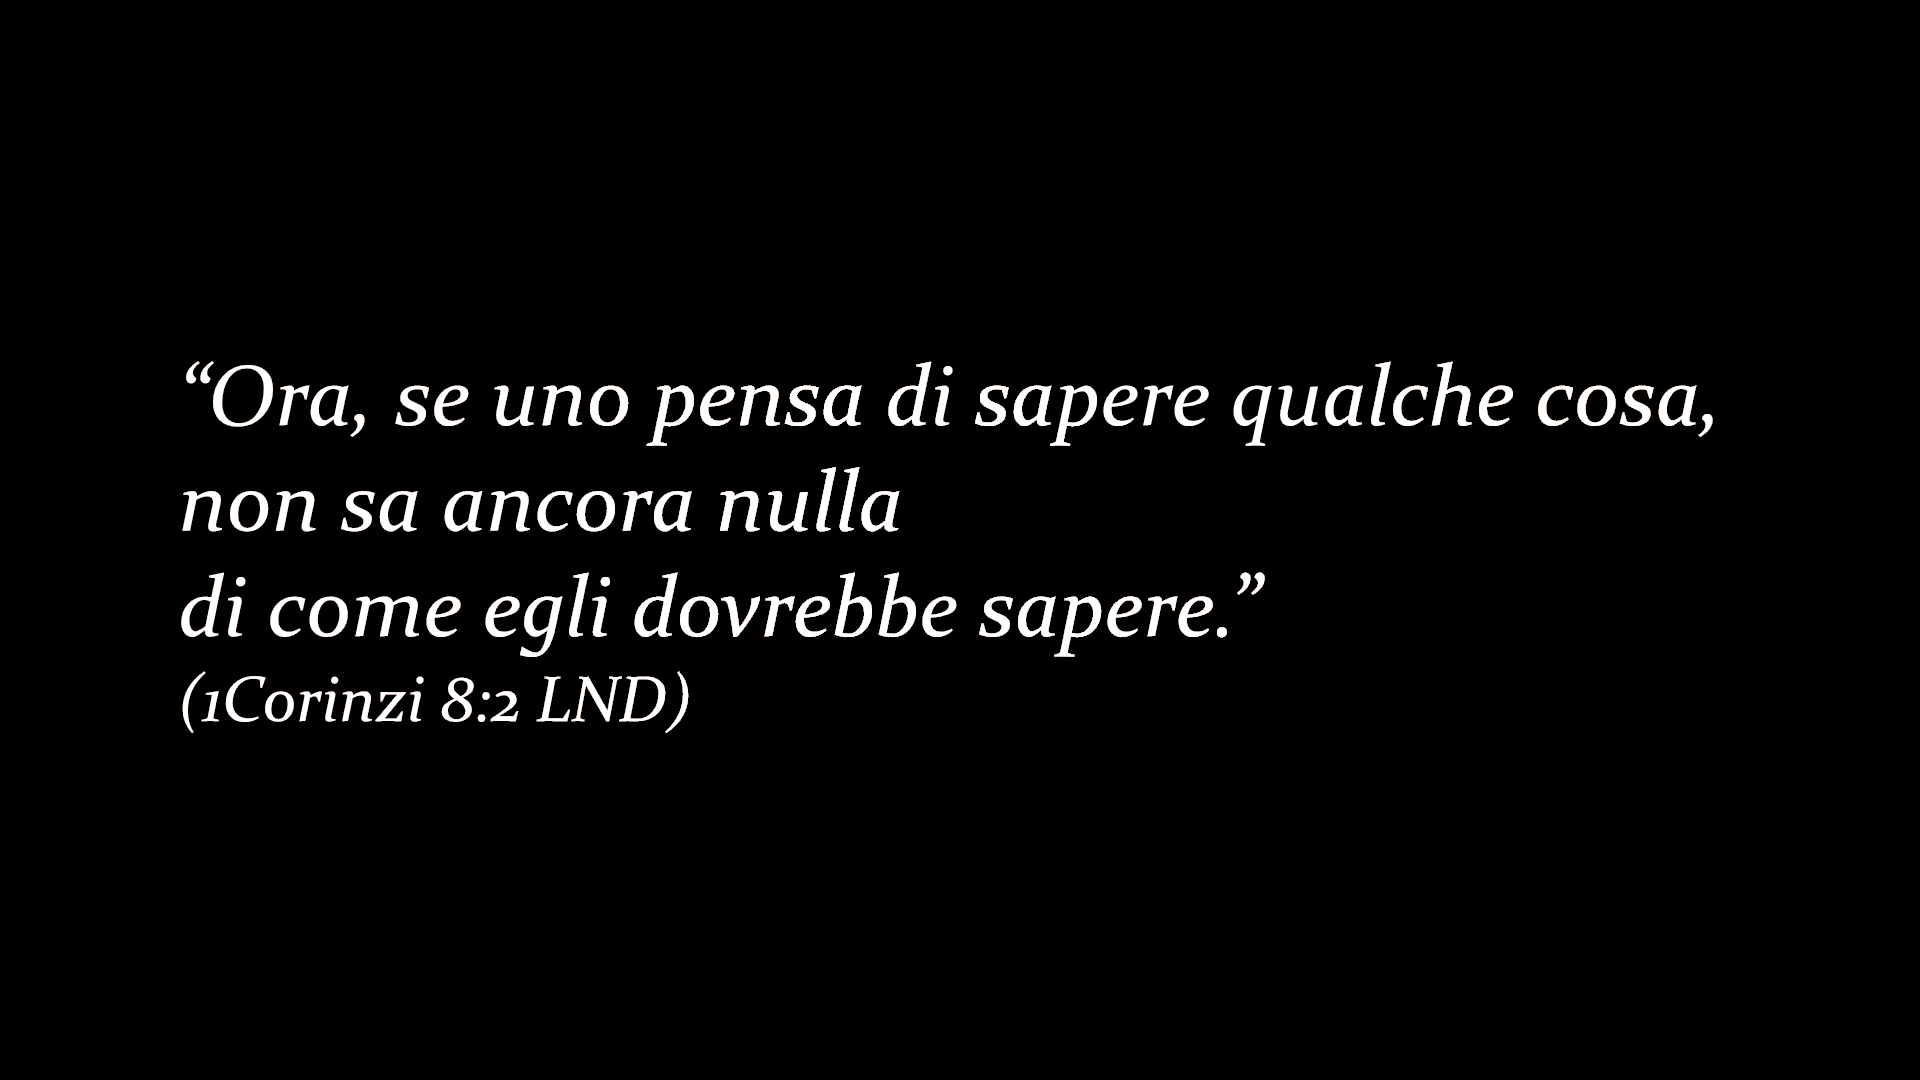 “Ora, se uno pensa di sapere qualche cosa,
non sa ancora nulla
di come egli dovrebbe sapere.”
(1Corinzi 8:2 LND)